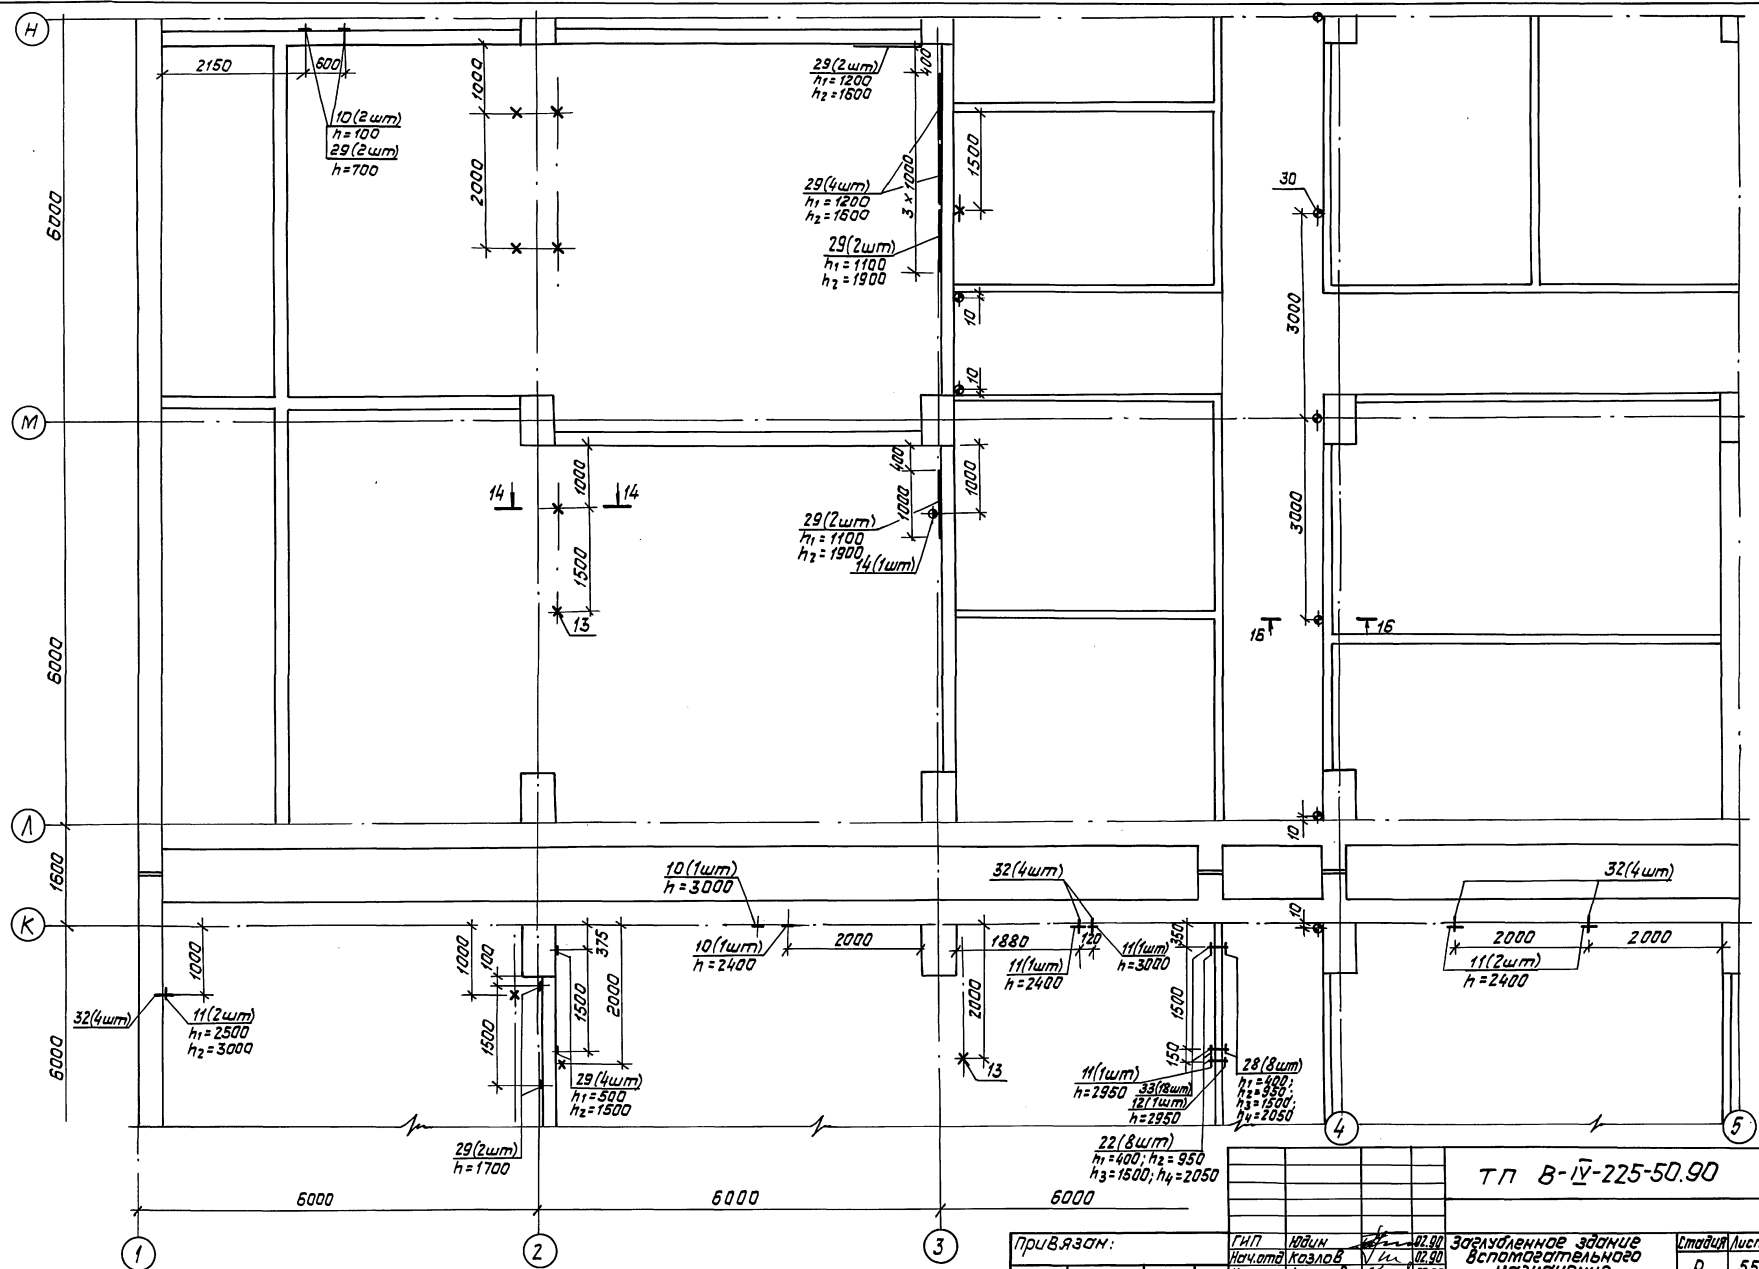 Н
2150
600
10(2шт)
h=100
29(2шт)
h=700
1000
2000
6000
29(2шт)
h₁=1200
h₂=1600
400
29(4шт)
h₁=1200
h₂=1600
3×1000
29(2шт)
h₁=1100
h₂=1900
1500
10
10
30
3000
М
14
14
1000
1500
13
400
1000
1000
29(2шт)
h₁=1100
h₂=1900
14(1шт)
3000
16
16
6000
Л
10
1600
10(1шт)
h=3000
32(4шт)
32(4шт)
К
10
1000
32(4шт)
11(2шт)
h₁=2500
h₂=3000
6000
1000
100
1500
375
1500
2000
29(4шт)
h₁=500
h₂=1500
29(2шт)
h=1700
10(1шт)
h=2400
2000
1880
120
11(1шт)
h=2400
11(1шт)
h=3000
2000
13
350
1500
150
11(1шт)
h=2950
33(18шт)
12(1шт)
h=2950
28(8шт)
h₁=400;
h₂=950;
h₃=1500;
h₄=2050
22(8шт)
h₁=400; h₂=950
h₃=1500; h₄=2050
2000
2000
11(2шт)
h=2400
4
5
6000
6000
6000
1
2
3
ТП В-IV-225-50.90
Привязан:
ГИП Юдин 02.90
Нач.отд Козлов 02.90
Заглубленное здание
вспомогательного
Стадия Лист
Р 55